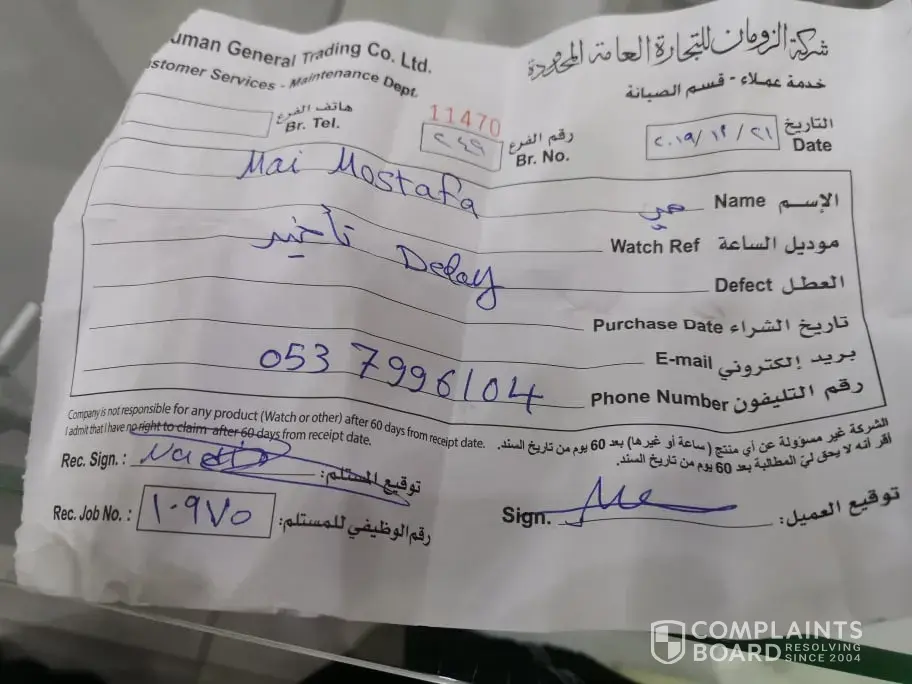 uman General Trading Co. Ltd.
stomer Services - Maintenance Dept.
شركة الزومان للتجارة العامة المحدودة
خدمة عملاء - قسم الصيانة
هاتف الفرع
Br. Tel.
11470
٢٤٩
رقم الفرع
Br. No.
٢٠١٩/١٢/٢١
التاريخ
Date
Mai Mostafa
مي
Name الإسم
Watch Ref موديل الساعة
تأخير Delay
Defect العطل
Purchase Date تاريخ الشراء
E-mail بريد إلكتروني
053 7996104
Phone Number رقم التليفون
Company is not responsible for any product (Watch or other) after 60 days from receipt date.
I admit that I have no right to claim after 60 days from receipt date.
الشركة غير مسؤولة عن أي منتج (ساعة أو غيرها) بعد 60 يوم من تاريخ السند.
أقر أنه لا يحق لي المطالبة بعد 60 يوم من تاريخ السند.
Rec. Sign. :
توقيع المستلم:
Rec. Job No. : ١٠٩٧٥ رقم الوظيفي للمستلم:
Sign.
توقيع العميل:
COMPLAINTS
BOARD RESOLVING SINCE 2004